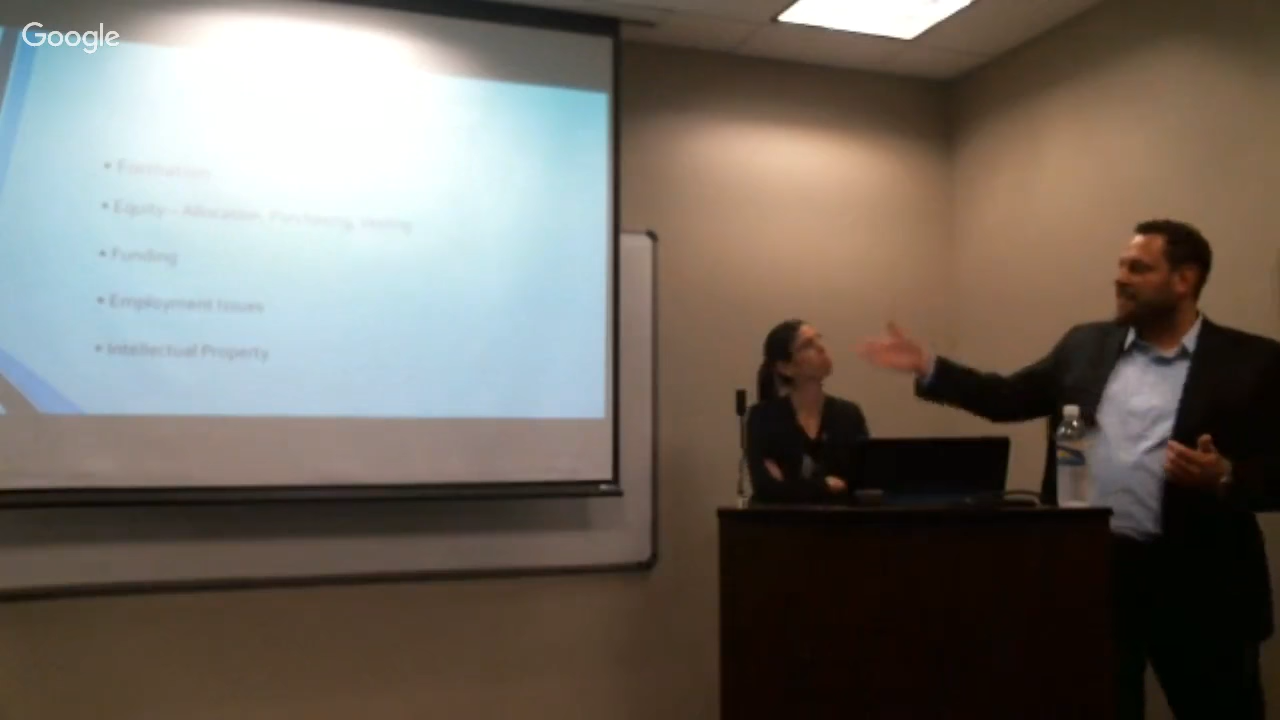 Google
• Formation
• Equity - Allocation, Purchasing, Vesting
• Funding
• Employment Issues
• Intellectual Property